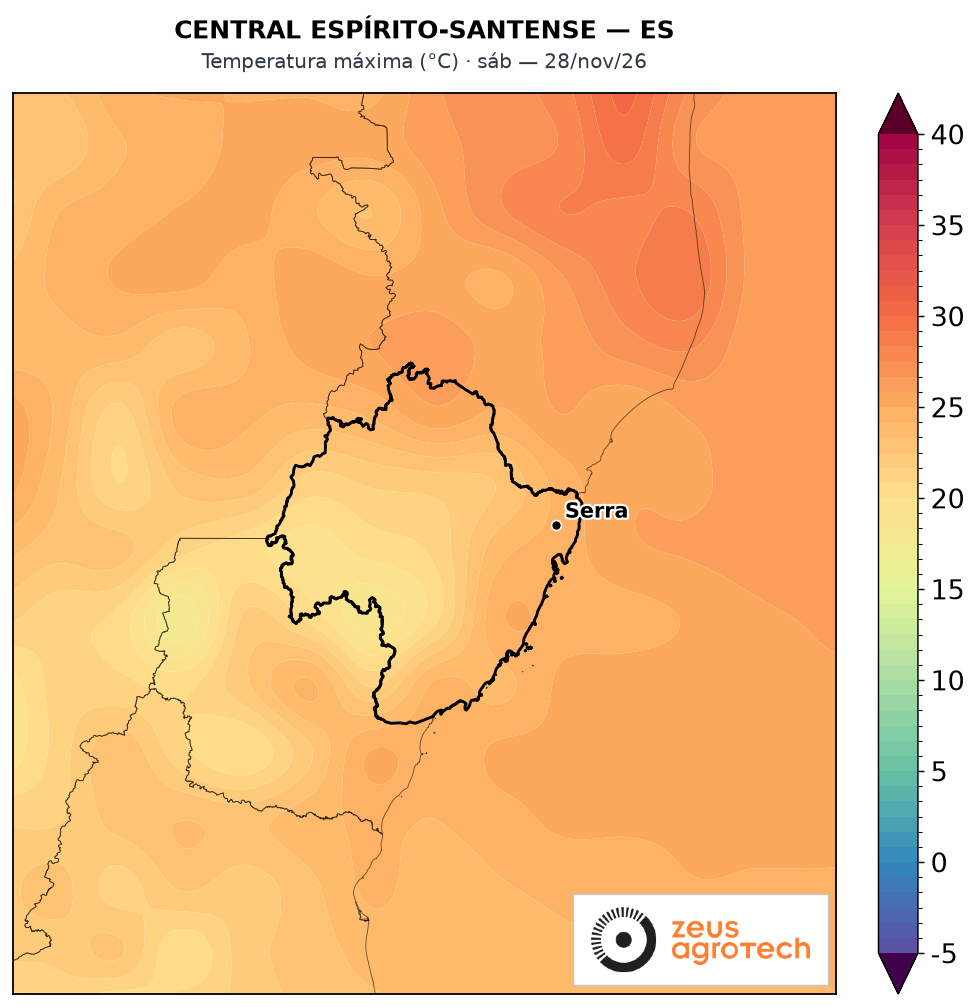 CENTRAL ESPÍRITO-SANTENSE — ES
Temperatura máxima (°C) · sáb — 28/nov/26
40
35
30
25
20
15
10
5
0
-5
Serra
zeus
agrotech